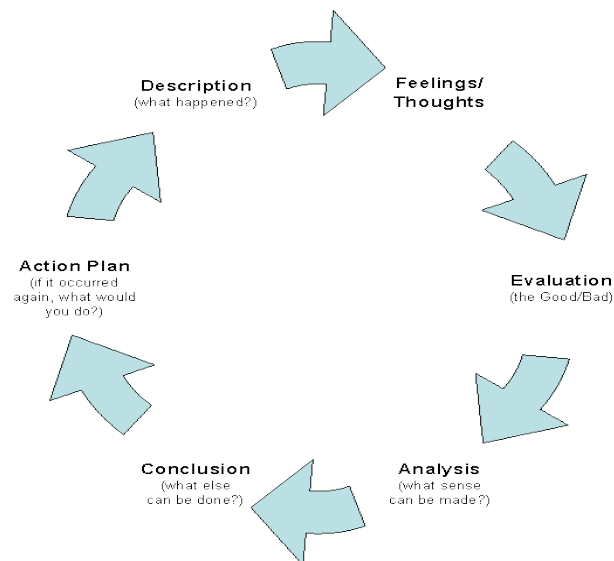 Description
(what happened?)
Feelings/
Thoughts
Evaluation
(the Good/Bad)
Analysis
(what sense
can be made?)
Conclusion
(what else
can be done?)
Action Plan
(if it occurred
again, what would
you do?)